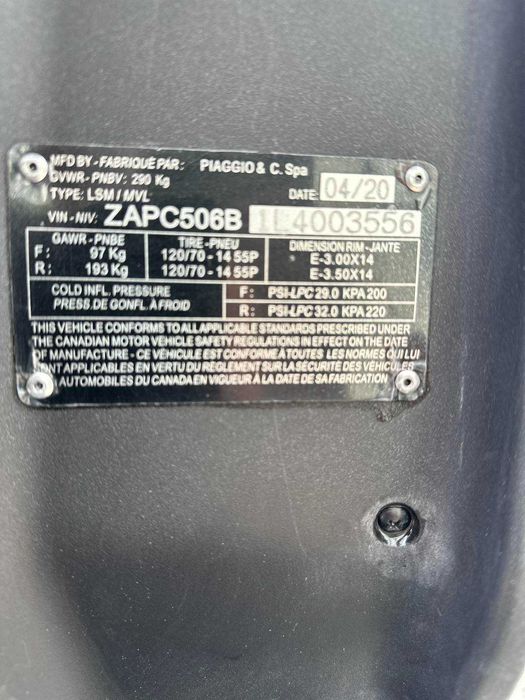 MFD BY - FABRIQUÉ PAR: PIAGGIO & C. Spa
GVWR- PNBV: 290 Kg
TYPE: LSM / MVL DATE: 04/20
VIN - NIV: ZAPC506B 1L4003556
GAWR - PNBE TIRE - PNEU DIMENSION RIM - JANTE
F: 97 Kg 120/70 - 14 55P E-3.00X14
R: 193 Kg 120/70 - 14 55P E-3.50X14
COLD INFL. PRESSURE F: PSI-LPC 29.0 KPA 200
PRESS. DE GONFL. À FROID R: PSI-LPC 32.0 KPA 220
THIS VEHICLE CONFORMS TO ALL APPLICABLE STANDARDS PRESCRIBED UNDER
THE CANADIAN MOTOR VEHICLE SAFETY REGULATIONS IN EFFECT ON THE DATE
OF MANUFACTURE - CE VÉHICULE EST CONFORME À TOUTES LES NORMES QUI LUI
SONT APPLICABLES EN VERTU DU RÈGLEMENT SUR LA SÉCURITÉ DES VÉHICULES
AUTOMOBILES DU CANADA EN VIGUEUR À LA DATE DE SA FABRICATION